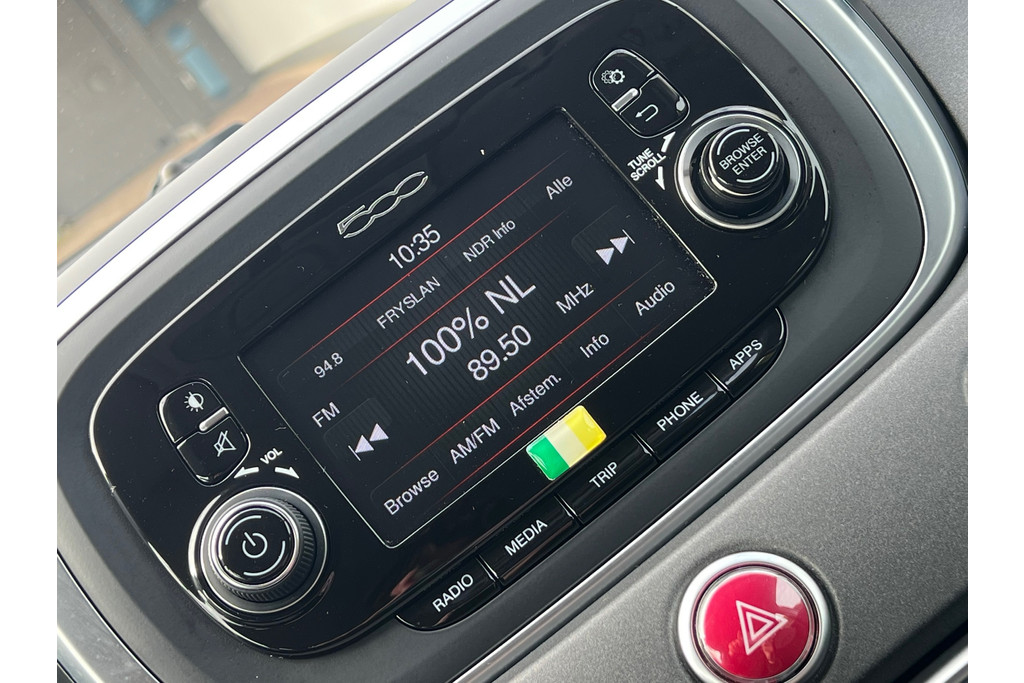 500
10:35
94.8 FRYSLAN NDR Info Alle
FM 100% NL
89.50 MHz
Browse AM/FM Afstem. Info Audio
VOL
TUNE
SCROLL
BROWSE
ENTER
RADIO MEDIA TRIP PHONE APPS